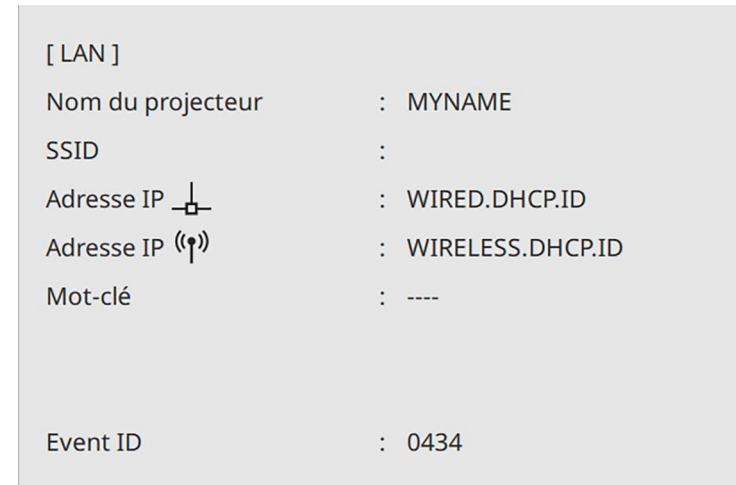 [ LAN ]
Nom du projecteur : MYNAME
SSID :
Adresse IP : WIRED.DHCP.ID
Adresse IP : WIRELESS.DHCP.ID
Mot-clé : ----
Event ID : 0434